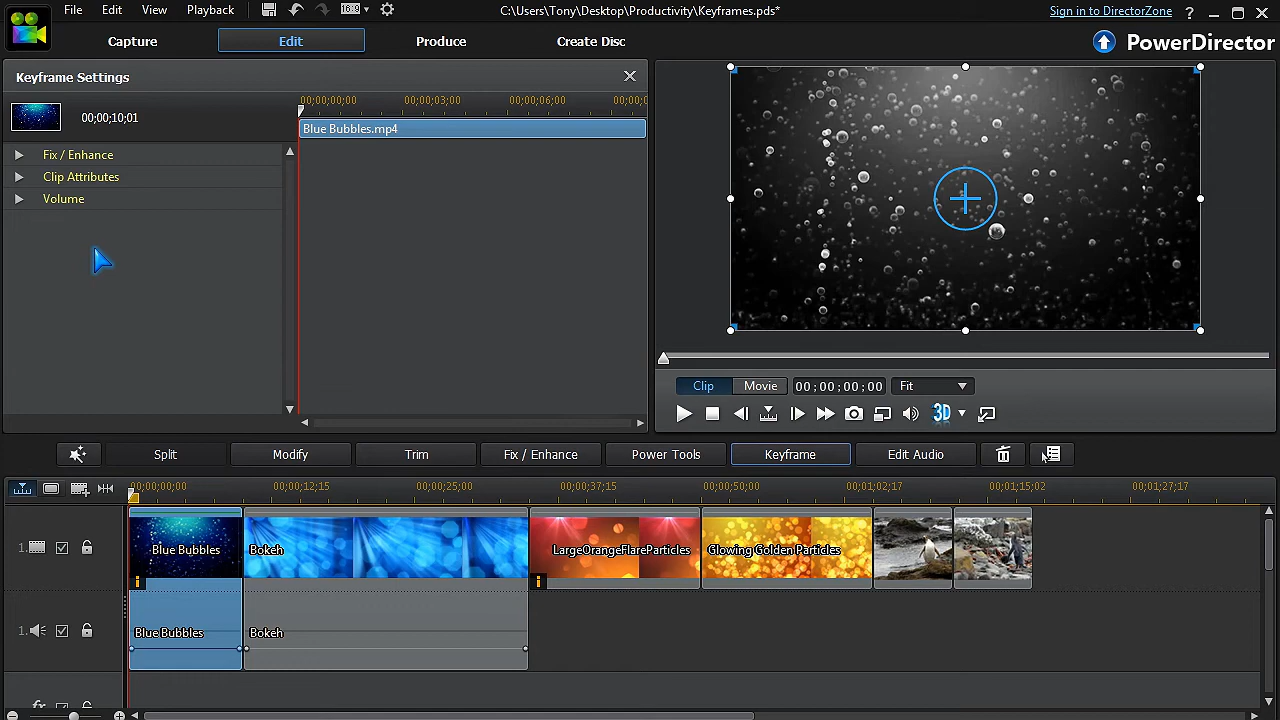 File Edit View Playback 16:9 C:\Users\Tony\Desktop\Productivity\Keyframes.pds* Sign in to DirectorZone ?
Capture Edit Produce Create Disc PowerDirector
Keyframe Settings
00;00;10;01 00;00;00;00 00;00;03;00 00;00;06;00
Blue Bubbles.mp4
Fix / Enhance
Clip Attributes
Volume
Clip Movie 00;00;00;00 Fit
3D
Split Modify Trim Fix / Enhance Power Tools Keyframe Edit Audio
00;00;00;00 00;00;12;15 00;00;25;00 00;00;37;15 00;00;50;00 00;01;02;17 00;01;15;02 00;01;27;17
1. Blue Bubbles Bokeh LargeOrangeFlareParticles Glowing Golden Particles
1. Blue Bubbles Bokeh